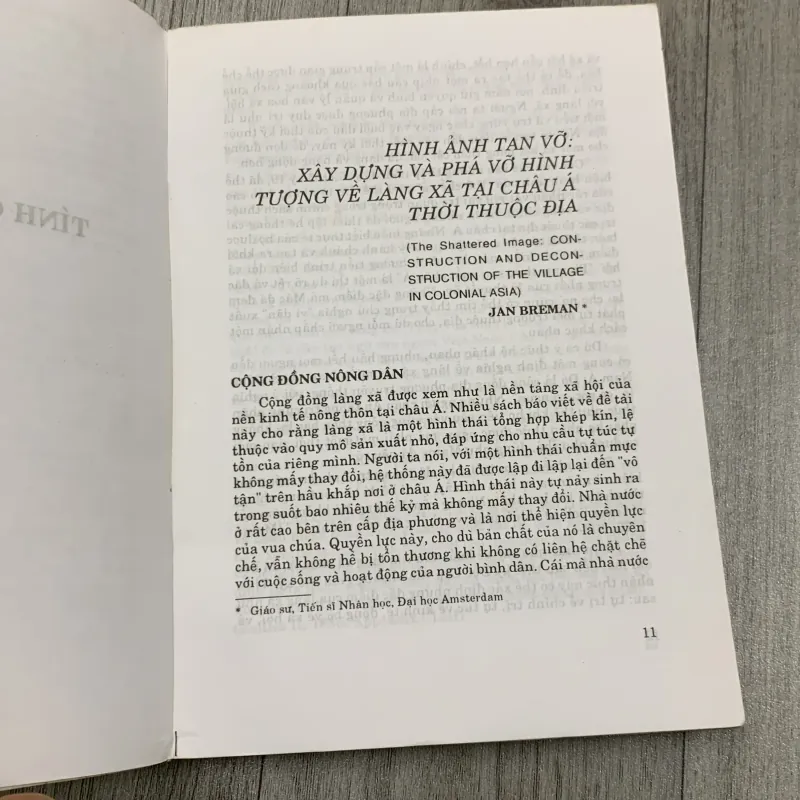 HÌNH ẢNH TAN VỠ:
XÂY DỰNG VÀ PHÁ VỠ HÌNH
TƯỢNG VỀ LÀNG XÃ TẠI CHÂU Á
THỜI THUỘC ĐỊA
(The Shattered Image: CON-
STRUCTION AND DECON-
STRUCTION OF THE VILLAGE
IN COLONIAL ASIA)
JAN BREMAN *
CỘNG ĐỒNG NÔNG DÂN
Cộng đồng làng xã được xem như là nền tảng xã hội của
nền kinh tế nông thôn tại châu Á. Nhiều sách báo viết về đề tài
này cho rằng làng xã là một hình thái tổng hợp khép kín, lệ
thuộc vào quy mô sản xuất nhỏ, đáp ứng cho nhu cầu tự túc tự
tồn của riêng mình. Người ta nói, với một hình thái chuẩn mực
không mấy thay đổi, hệ thống này đã được lập đi lập lại đến "vô
tận" trên hầu khắp nơi ở châu Á. Hình thái này tự nảy sinh ra
trong suốt bao nhiêu thế kỷ mà không mấy thay đổi. Nhà nước
ở rất cao bên trên cấp địa phương và là nơi thể hiện quyền lực
của vua chúa. Quyền lực này, cho dù bản chất của nó là chuyên
chế, vẫn không hề bị tổn thương khi không có liên hệ chặt chẽ
với cuộc sống và hoạt động của người bình dân. Cái mà nhà nước
* Giáo sư, Tiến sĩ Nhân học, Đại học Amsterdam
11